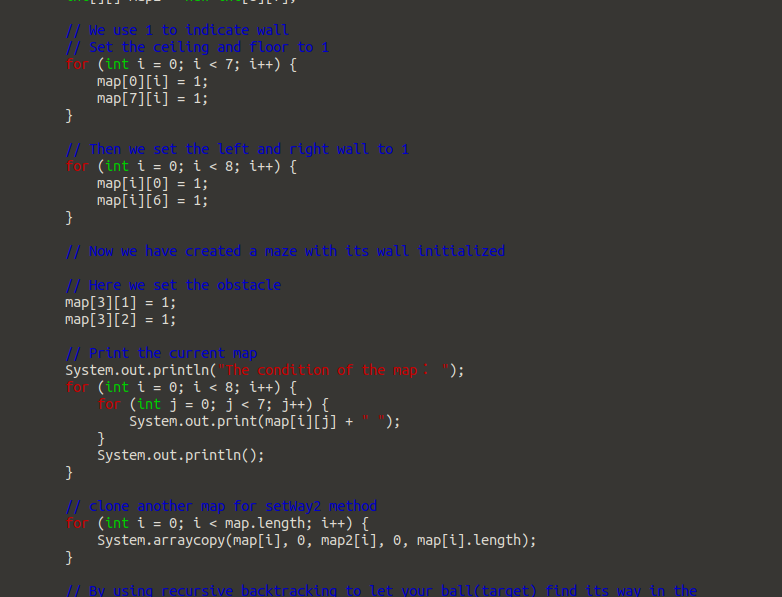 // We use 1 to indicate wall
// Set the ceiling and floor to 1
for (int i = 0; i < 7; i++) {
    map[0][i] = 1;
    map[7][i] = 1;
}

// Then we set the left and right wall to 1
for (int i = 0; i < 8; i++) {
    map[i][0] = 1;
    map[i][6] = 1;
}

// Now we have created a maze with its wall initialized

// Here we set the obstacle
map[3][1] = 1;
map[3][2] = 1;

// Print the current map
System.out.println("The condition of the map： ");
for (int i = 0; i < 8; i++) {
    for (int j = 0; j < 7; j++) {
        System.out.print(map[i][j] + " ");
    }
    System.out.println();
}

// clone another map for setWay2 method
for (int i = 0; i < map.length; i++) {
    System.arraycopy(map[i], 0, map2[i], 0, map[i].length);
}

// By using recursive backtracking to let your ball(target) find its way in the